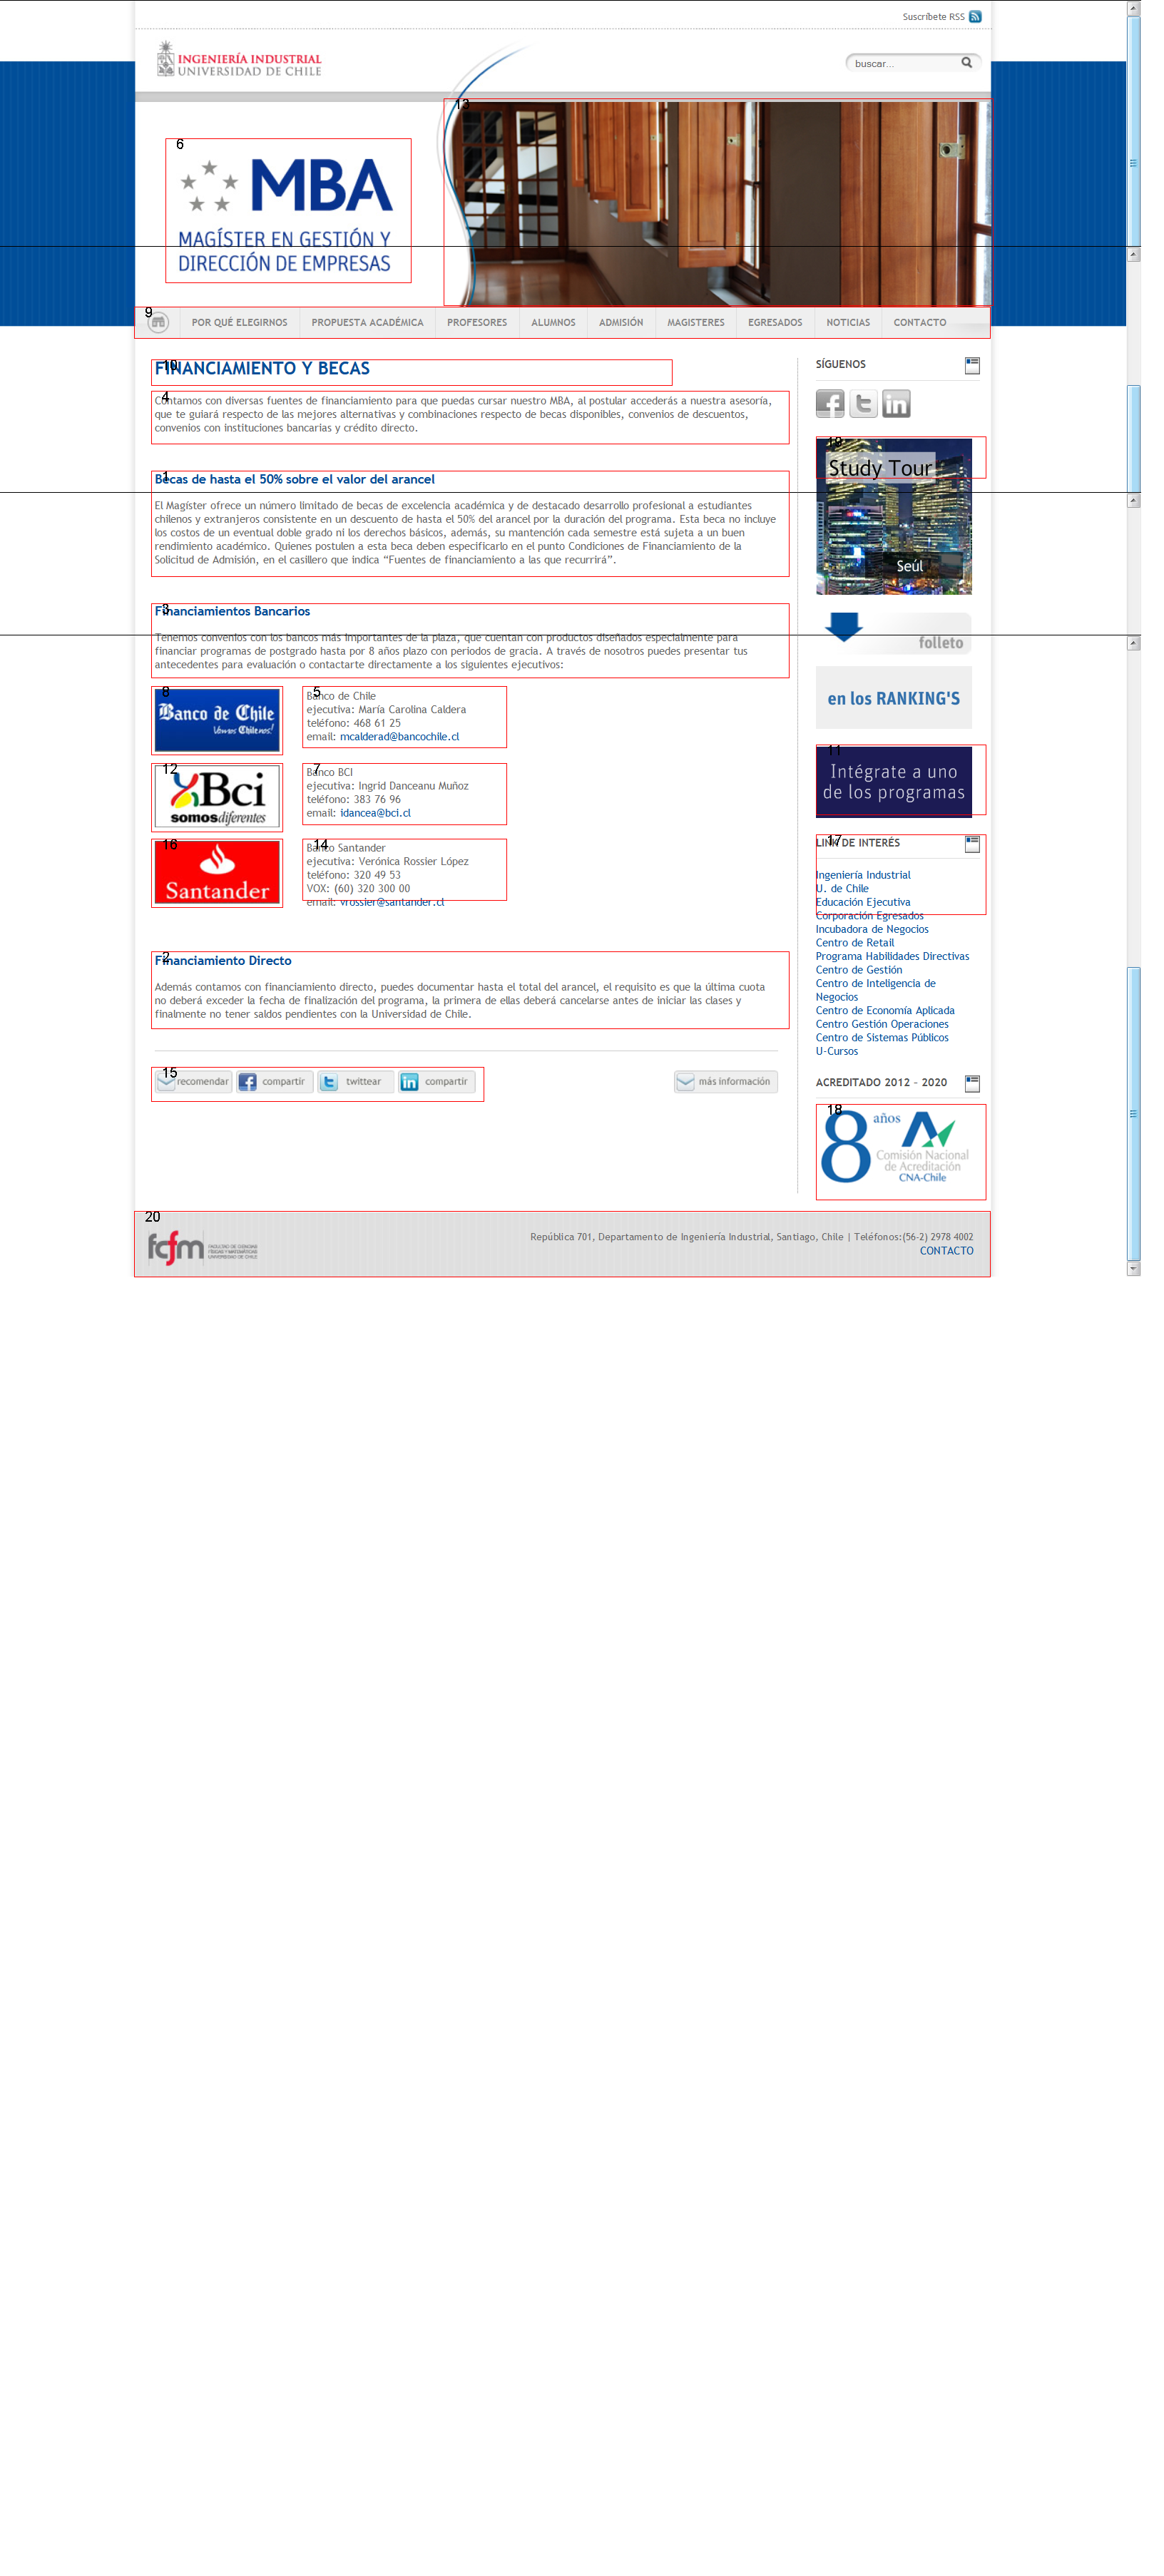 Suscríbete RSS
INGENIERÍA INDUSTRIAL
UNIVERSIDAD DE CHILE
buscar...
13
6
MBA
MAGÍSTER EN GESTIÓN Y
DIRECCIÓN DE EMPRESAS
9
POR QUÉ ELEGIRNOS PROPUESTA ACADÉMICA PROFESORES ALUMNOS ADMISIÓN MAGISTERES EGRESADOS NOTICIAS CONTACTO
10
FINANCIAMIENTO Y BECAS
4
Contamos con diversas fuentes de financiamiento para que puedas cursar nuestro MBA, al postular accederás a nuestra asesoría,
que te guiará respecto de las mejores alternativas y combinaciones respecto de becas disponibles, convenios de descuentos,
convenios con instituciones bancarias y crédito directo.
1
Becas de hasta el 50% sobre el valor del arancel
El Magíster ofrece un número limitado de becas de excelencia académica y de destacado desarrollo profesional a estudiantes
chilenos y extranjeros consistente en un descuento de hasta el 50% del arancel por la duración del programa. Esta beca no incluye
los costos de un eventual doble grado ni los derechos básicos, además, su mantención cada semestre está sujeta a un buen
rendimiento académico. Quienes postulen a esta beca deben especificarlo en el punto Condiciones de Financiamiento de la
Solicitud de Admisión, en el casillero que indica “Fuentes de financiamiento a las que recurrirá”.
3
Financiamientos Bancarios
Tenemos convenios con los bancos más importantes de la plaza, que cuentan con productos diseñados especialmente para
financiar programas de postgrado hasta por 8 años plazo con periodos de gracia. A través de nosotros puedes presentar tus
antecedentes para evaluación o contactarte directamente a los siguientes ejecutivos:
8
Banco de Chile
Vamos Chilenos!
5
Banco de Chile
ejecutiva: María Carolina Caldera
teléfono: 468 61 25
email: mcalderad@bancochile.cl
12
Bci
somosdiferentes
7
Banco BCI
ejecutiva: Ingrid Danceanu Muñoz
teléfono: 383 76 96
email: idancea@bci.cl
16
Santander
14
Banco Santander
ejecutiva: Verónica Rossier López
teléfono: 320 49 53
VOX: (60) 320 300 00
email: vrossier@santander.cl
2
Financiamiento Directo
Además contamos con financiamiento directo, puedes documentar hasta el total del arancel, el requisito es que la última cuota
no deberá exceder la fecha de finalización del programa, la primera de ellas deberá cancelarse antes de iniciar las clases y
finalmente no tener saldos pendientes con la Universidad de Chile.
15
recomendar compartir twittear compartir más información
SÍGUENOS
Study Tour
Seúl
folleto
en los RANKING'S
11
Intégrate a uno
de los programas
17
LINK DE INTERÉS
Ingeniería Industrial
U. de Chile
Educación Ejecutiva
Corporación Egresados
Incubadora de Negocios
Centro de Retail
Programa Habilidades Directivas
Centro de Gestión
Centro de Inteligencia de
Negocios
Centro de Economía Aplicada
Centro Gestión Operaciones
Centro de Sistemas Públicos
U-Cursos
ACREDITADO 2012 - 2020
18
8 años
Comisión Nacional
de Acreditación
CNA-Chile
20
fcfm
FACULTAD DE CIENCIAS
FÍSICAS Y MATEMÁTICAS
UNIVERSIDAD DE CHILE
República 701, Departamento de Ingeniería Industrial, Santiago, Chile | Teléfonos:(56-2) 2978 4002
CONTACTO